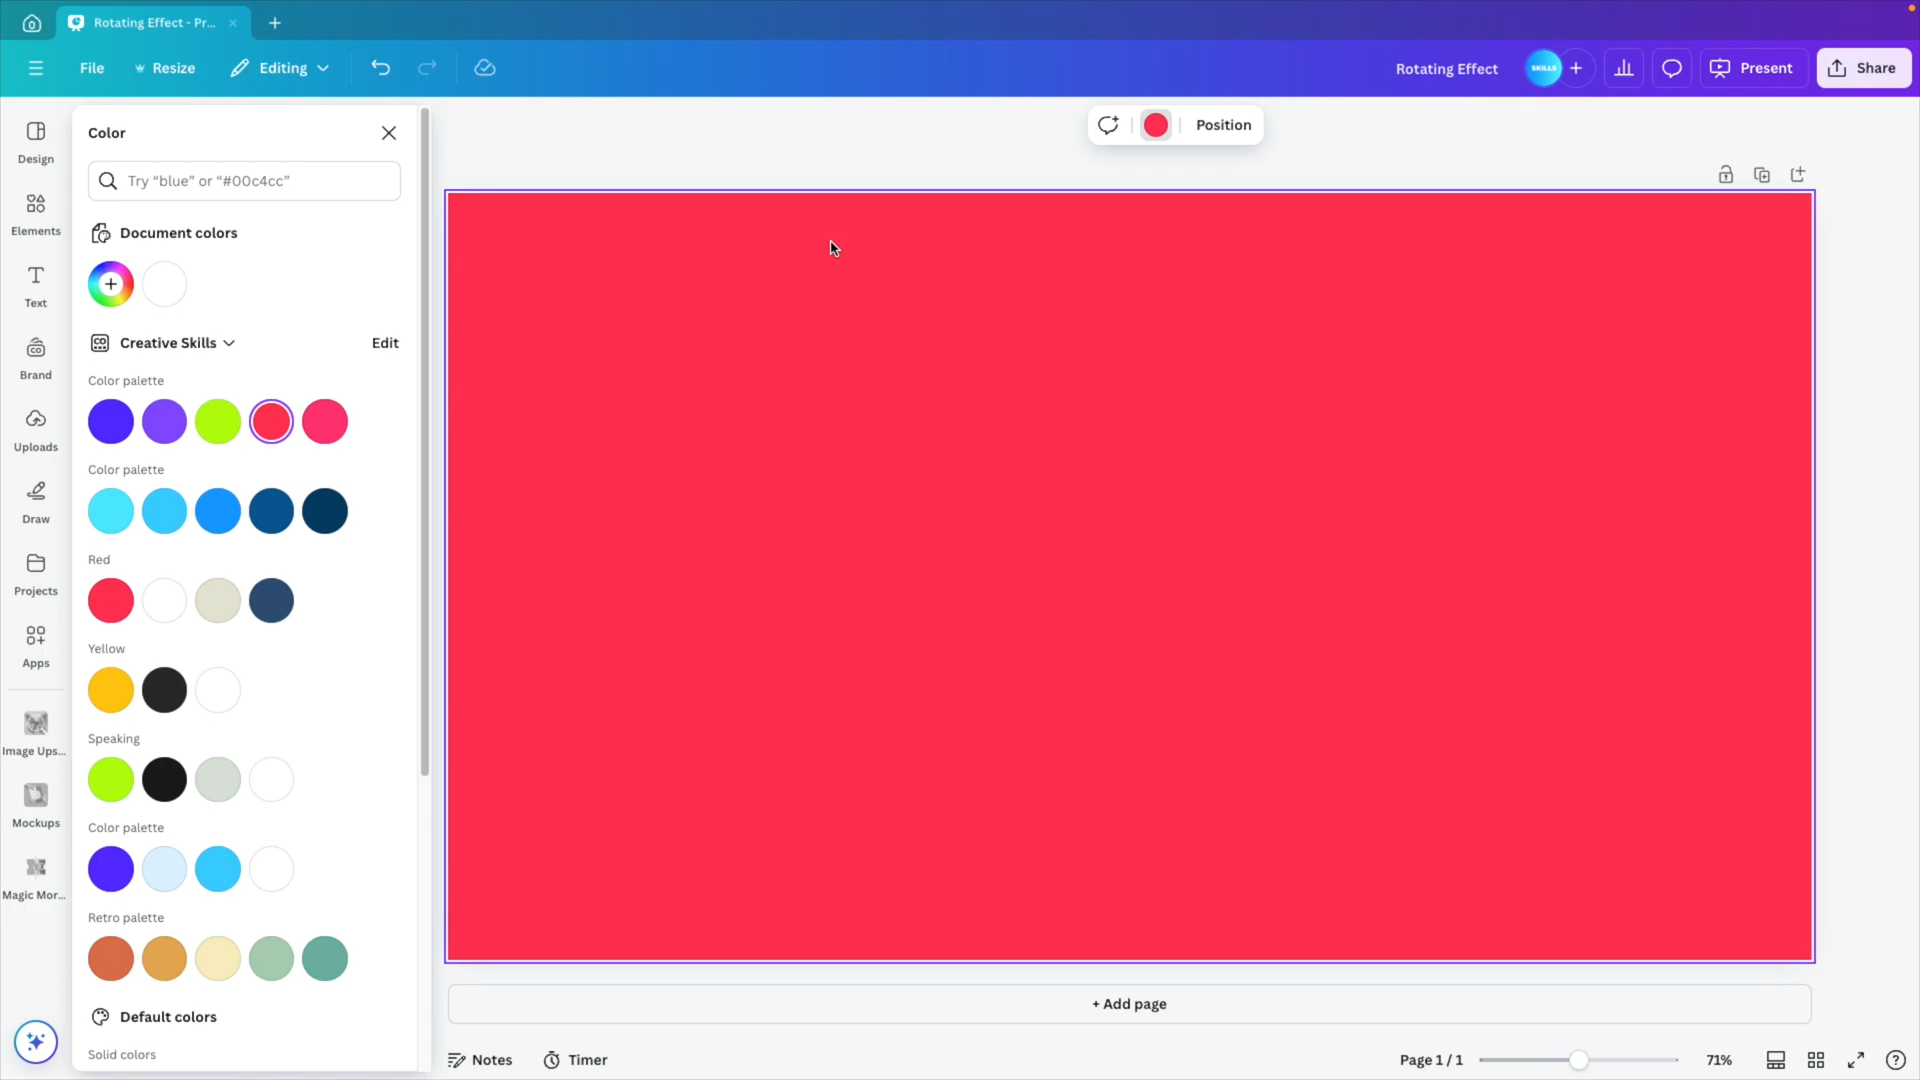 Rotating Effect - Pr...
File
Resize
Editing
Rotating Effect
SKILLS
Present
Share
Design
Elements
Text
Brand
Uploads
Draw
Projects
Apps
Image Ups...
Mockups
Magic Mor...
Color
Try “blue” or “#00c4cc”
Document colors
CO
Creative Skills
Edit
Color palette
Color palette
Red
Yellow
Speaking
Color palette
Retro palette
Default colors
Solid colors
Position
+ Add page
Notes
Timer
Page 1 / 1
71%